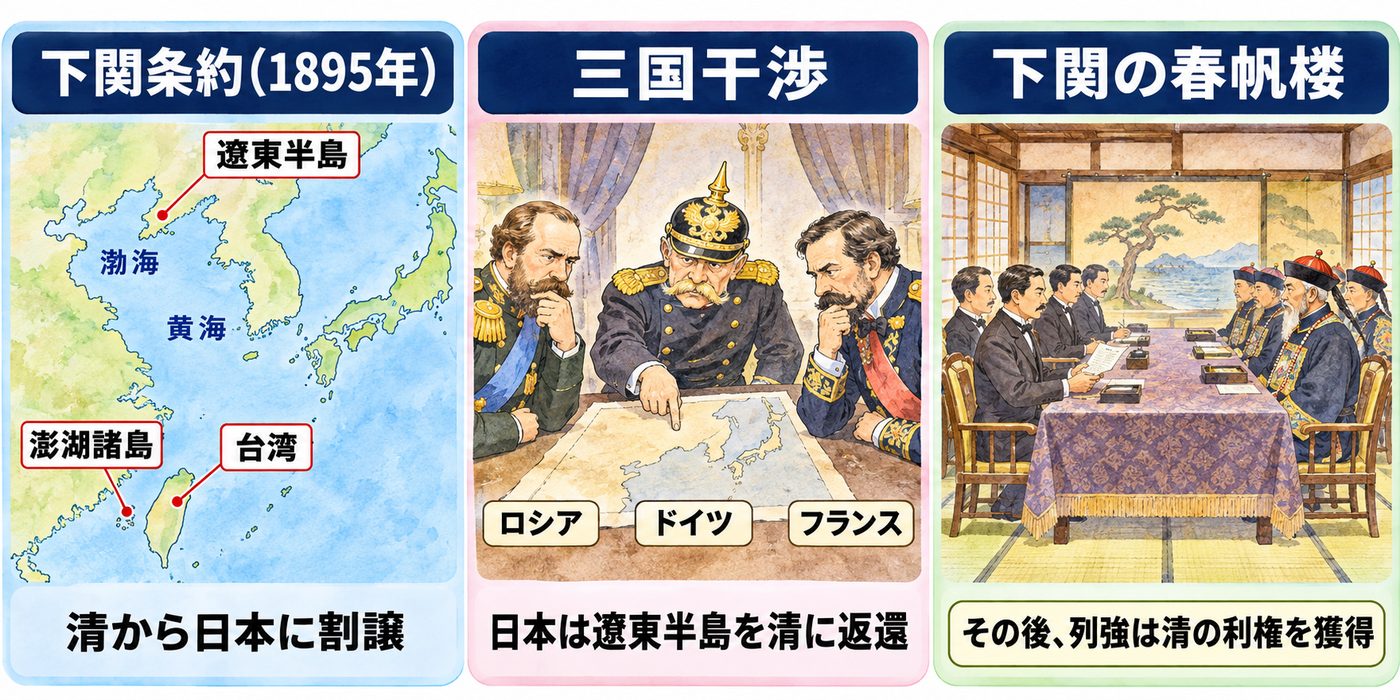 下関条約(1895年)
遼東半島
渤海
黄海
澎湖諸島
台湾
清から日本に割譲
三国干渉
ロシア
ドイツ
フランス
日本は遼東半島を清に返還
下関の春帆楼
その後、列強は清の利権を獲得